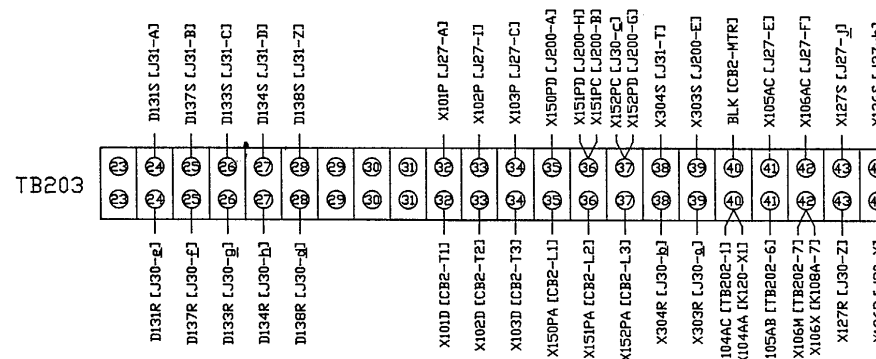 D131S [J31-A]
D137S [J31-B]
D133S [J31-C]
D134S [J31-D]
D138S [J31-Z]
X101P [J27-A]
X102P [J27-I]
X103P [J27-C]
X150PD [J200-A]
X151PD [J200-H]
X151PC [J200-B]
X152PC [J30-c]
X152PD [J200-G]
X304S [J31-T]
X303S [J200-E]
BLK [CB2-MTR]
X105AC [J27-E]
X106AC [J27-F]
X127S [J27-j]
TB203
23 24 25 26 27 28 29 30 31 32 33 34 35 36 37 38 39 40 41 42 43
23 24 25 26 27 28 29 30 31 32 33 34 35 36 37 38 39 40 41 42 43
D131R [J30-e]
D137R [J30-f]
D133R [J30-g]
D134R [J30-h]
D138R [J30-d]
X101D [CB2-T1]
X102D [CB2-T2]
X103D [CB2-T3]
X150PA [CB2-L1]
X151PA [CB2-L2]
X152PA [CB2-L3]
X304R [J30-b]
X303R [J30-a]
104AC [TB202-1]
X104AA [K120-X1]
105AB [TB202-6]
X106M [TB202-7]
X106X [K108A-7]
X127R [J30-Z]